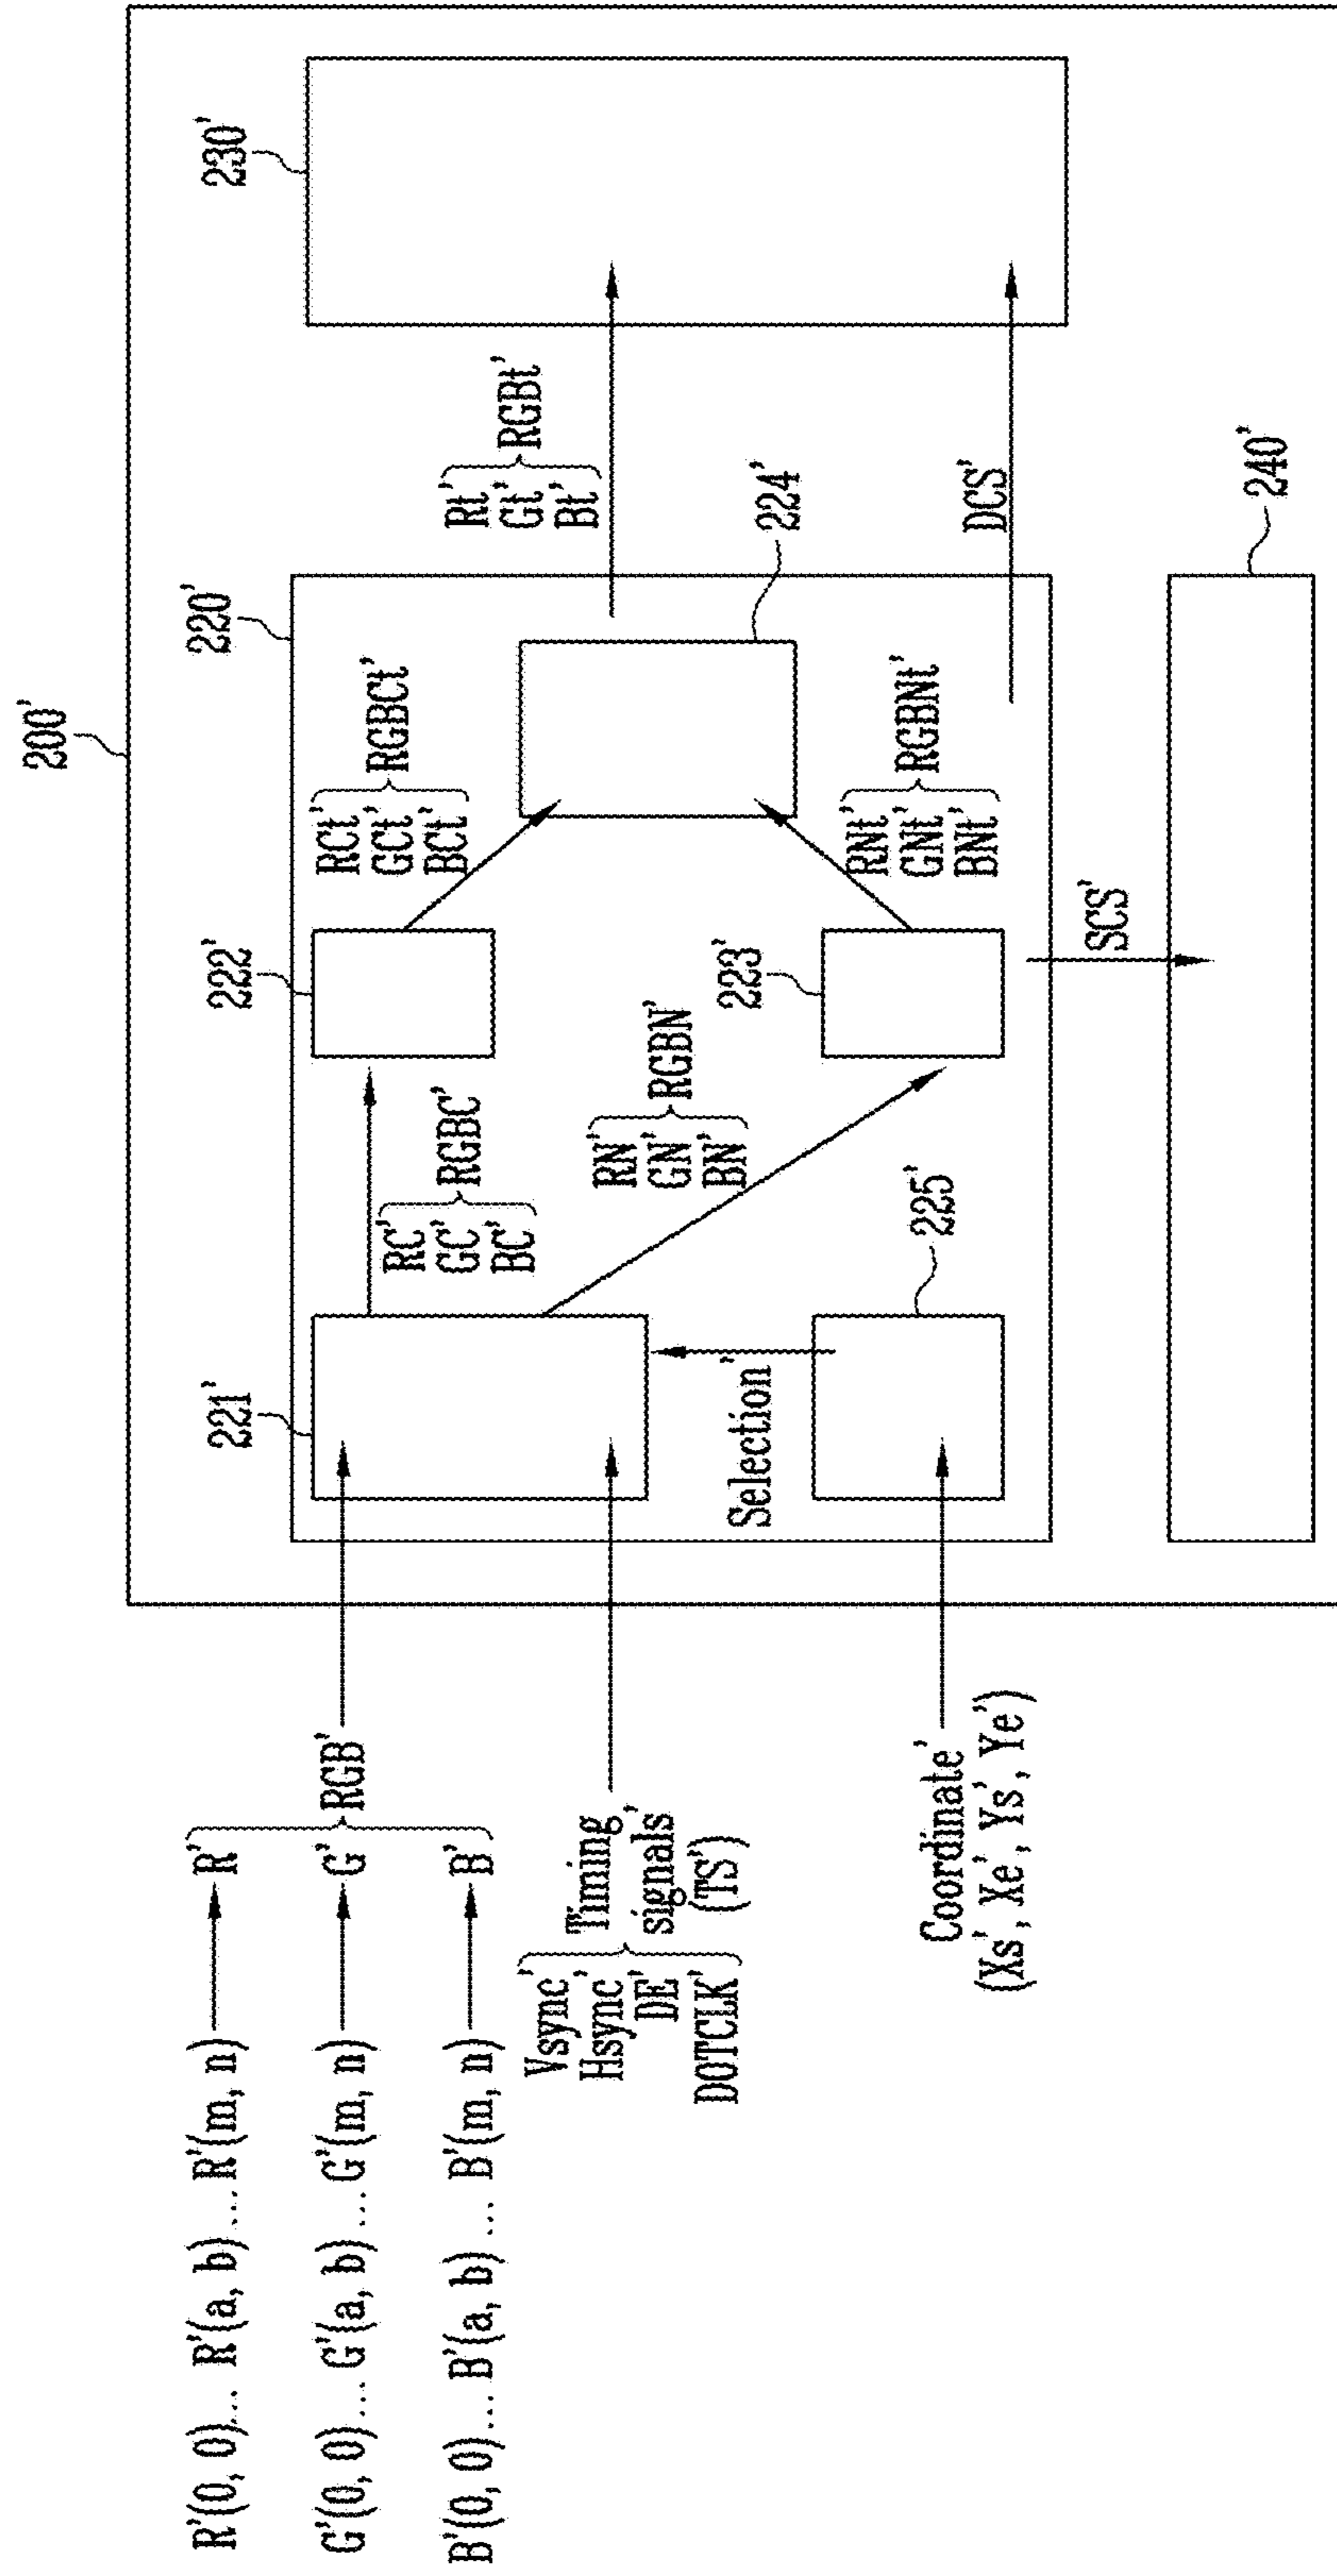 200'
R'(0, 0)... R'(a, b)...R'(m, n)
R'
G'(0, 0)...G'(a, b)...G'(m, n)
G'
RGB'
B'(0, 0)... B'(a, b)... B'(m, n)
B'
Vsync'
Hsync'
DE'
DOTCLK'
Timing'
signals'
(TS')
Coordinate'
(Xs', Xe', Ys', Ye')
220'
221'
RC'
GC'
BC'
RGBC'
222'
RCt'
GCt'
BCt'
RGBCt'
RN'
GN'
BN'
RGBN'
Selection'
225'
223'
RNt'
GNt'
BNt'
RGBNt'
224'
Rt'
Gt'
Bt'
RGBt'
230'
DCS'
SCS'
240'